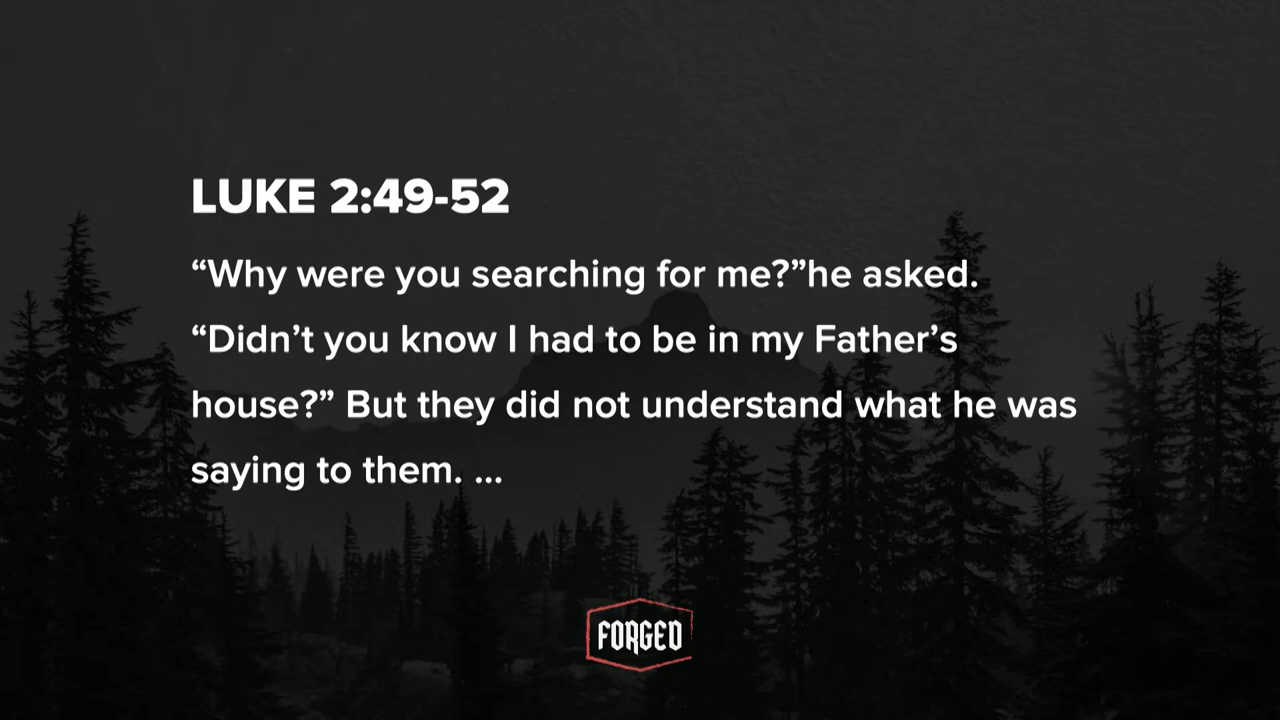 LUKE 2:49-52
“Why were you searching for me?”he asked.
“Didn’t you know I had to be in my Father’s
house?” But they did not understand what he was
saying to them. ...
FORGED